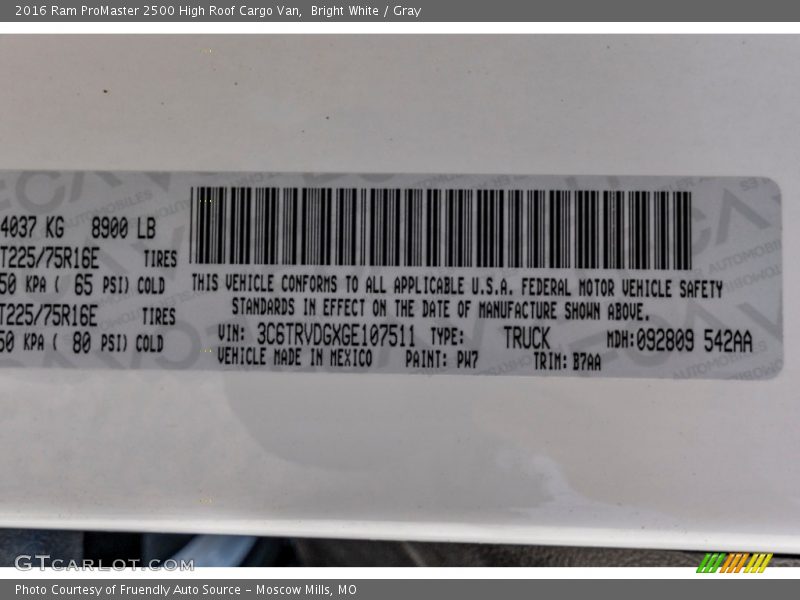 2016 Ram ProMaster 2500 High Roof Cargo Van,  Bright White / Gray
4037 KG   8900 LB
T225/75R16E   TIRES
50 KPA ( 65 PSI) COLD
T225/75R16E   TIRES
50 KPA ( 80 PSI) COLD
THIS VEHICLE CONFORMS TO ALL APPLICABLE U.S.A. FEDERAL MOTOR VEHICLE SAFETY
STANDARDS IN EFFECT ON THE DATE OF MANUFACTURE SHOWN ABOVE.
VIN: 3C6TRVDGXGE107511 TYPE: TRUCK MDH:092809 542AA
VEHICLE MADE IN MEXICO PAINT: PW7 TRIM: B7AA
GTCARLOT.COM
Photo Courtesy of Fruendly Auto Source – Moscow Mills, MO